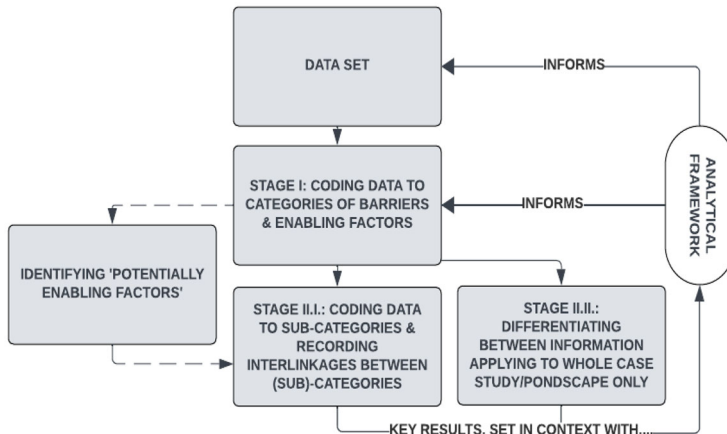 DATA SET
INFORMS
ANALYTICAL
FRAMEWORK
STAGE I: CODING DATA TO
CATEGORIES OF BARRIERS
& ENABLING FACTORS
INFORMS
IDENTIFYING 'POTENTIALLY
ENABLING FACTORS'
STAGE II.I.: CODING DATA
TO SUB-CATEGORIES &
RECORDING
INTERLINKAGES BETWEEN
(SUB)-CATEGORIES
STAGE II.II.:
DIFFERENTIATING
BETWEEN INFORMATION
APPLYING TO WHOLE CASE
STUDY/PONDSCAPE ONLY
KEY RESULTS, SET IN CONTEXT WITH...